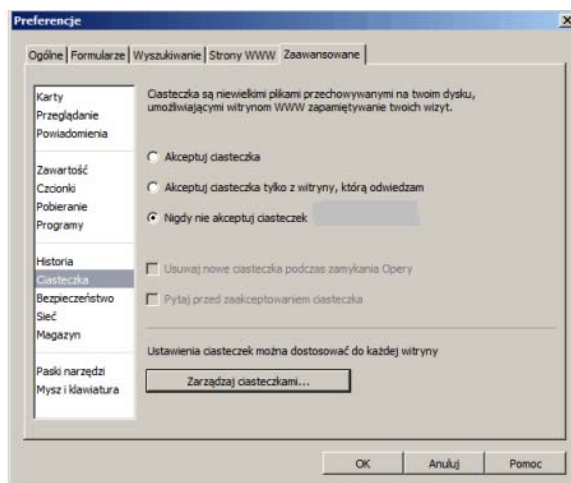 Preferencje
Ogólne Formularze Wyszukiwanie Strony WWW Zaawansowane
Karty
Przeglądanie
Powiadomienia
Zawartość
Czcionki
Pobieranie
Programy
Historia
Ciasteczka
Bezpieczeństwo
Sieć
Magazyn
Paski narzędzi
Mysz i klawiatura
Ciasteczka są niewielkimi plikami przechowywanymi na twoim dysku,
umożliwiającymi witrynom WWW zapamiętywanie twoich wizyt.
Akceptuj ciasteczka
Akceptuj ciasteczka tylko z witryny, którą odwiedzam
Nigdy nie akceptuj ciasteczek
Usuwaj nowe ciasteczka podczas zamykania Opery
Pytaj przed zaakceptowaniem ciasteczka
Ustawienia ciasteczek można dostosować do każdej witryny
Zarządzaj ciasteczkami...
OK Anuluj Pomoc